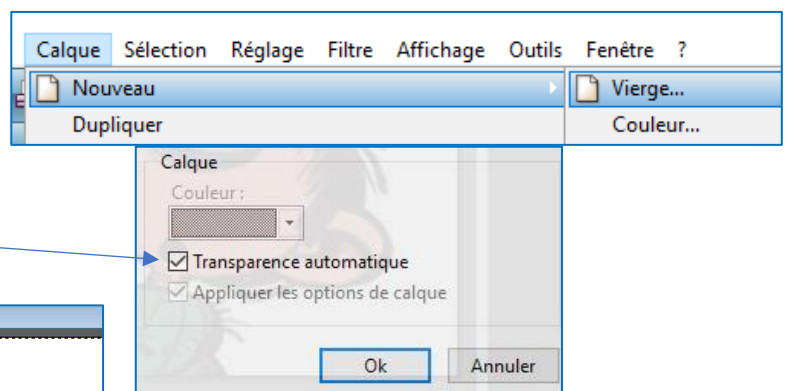 Calque Sélection Réglage Filtre Affichage Outils Fenêtre ?
Nouveau
Vierge...
Dupliquer
Couleur...
Calque
Couleur :
Transparence automatique
Appliquer les options de calque
Ok Annuler